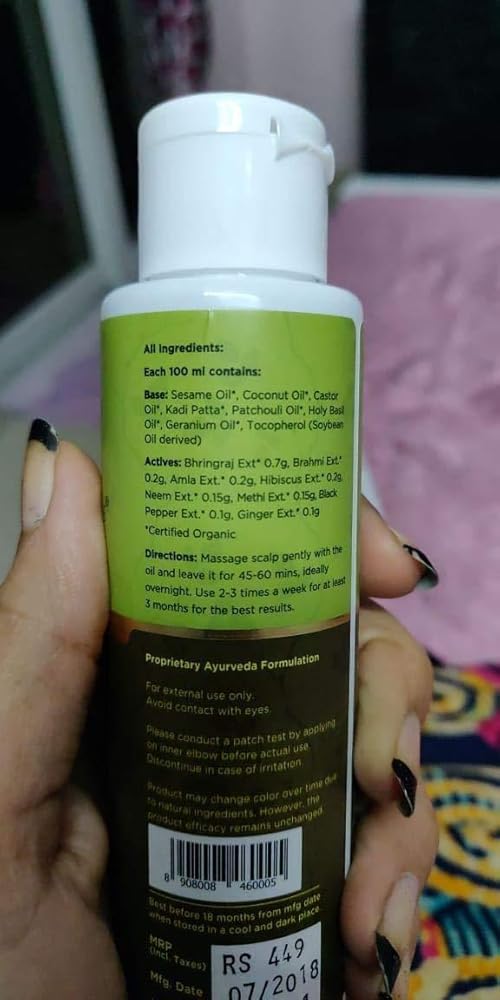 All Ingredients:
Each 100 ml contains:
Base: Sesame Oil*, Coconut Oil*, Castor
Oil*, Kadi Patta*, Patchouli Oil*, Holy Basil
Oil*, Geranium Oil*, Tocopherol (Soybean
Oil derived)
Actives: Bhringraj Ext* 0.7g, Brahmi Ext.*
0.2g, Amla Ext.* 0.2g, Hibiscus Ext.* 0.2g,
Neem Ext.* 0.15g, Methi Ext.* 0.15g, Black
Pepper Ext.* 0.1g, Ginger Ext.* 0.1g
*Certified Organic
Directions: Massage scalp gently with the
oil and leave it for 45-60 mins, ideally
overnight. Use 2-3 times a week for at least
3 months for the best results.
Proprietary Ayurveda Formulation
For external use only.
Avoid contact with eyes.
Please conduct a patch test by applying
on inner elbow before actual use.
Discontinue in case of irritation.
Product may change color over time due
to natural ingredients. However, the
product efficacy remains unchanged.
8 908008 460005
Best before 18 months from mfg date
when stored in a cool and dark place.
MRP
(Incl. Taxes)
RS 449
Mfg. Date
07/2018